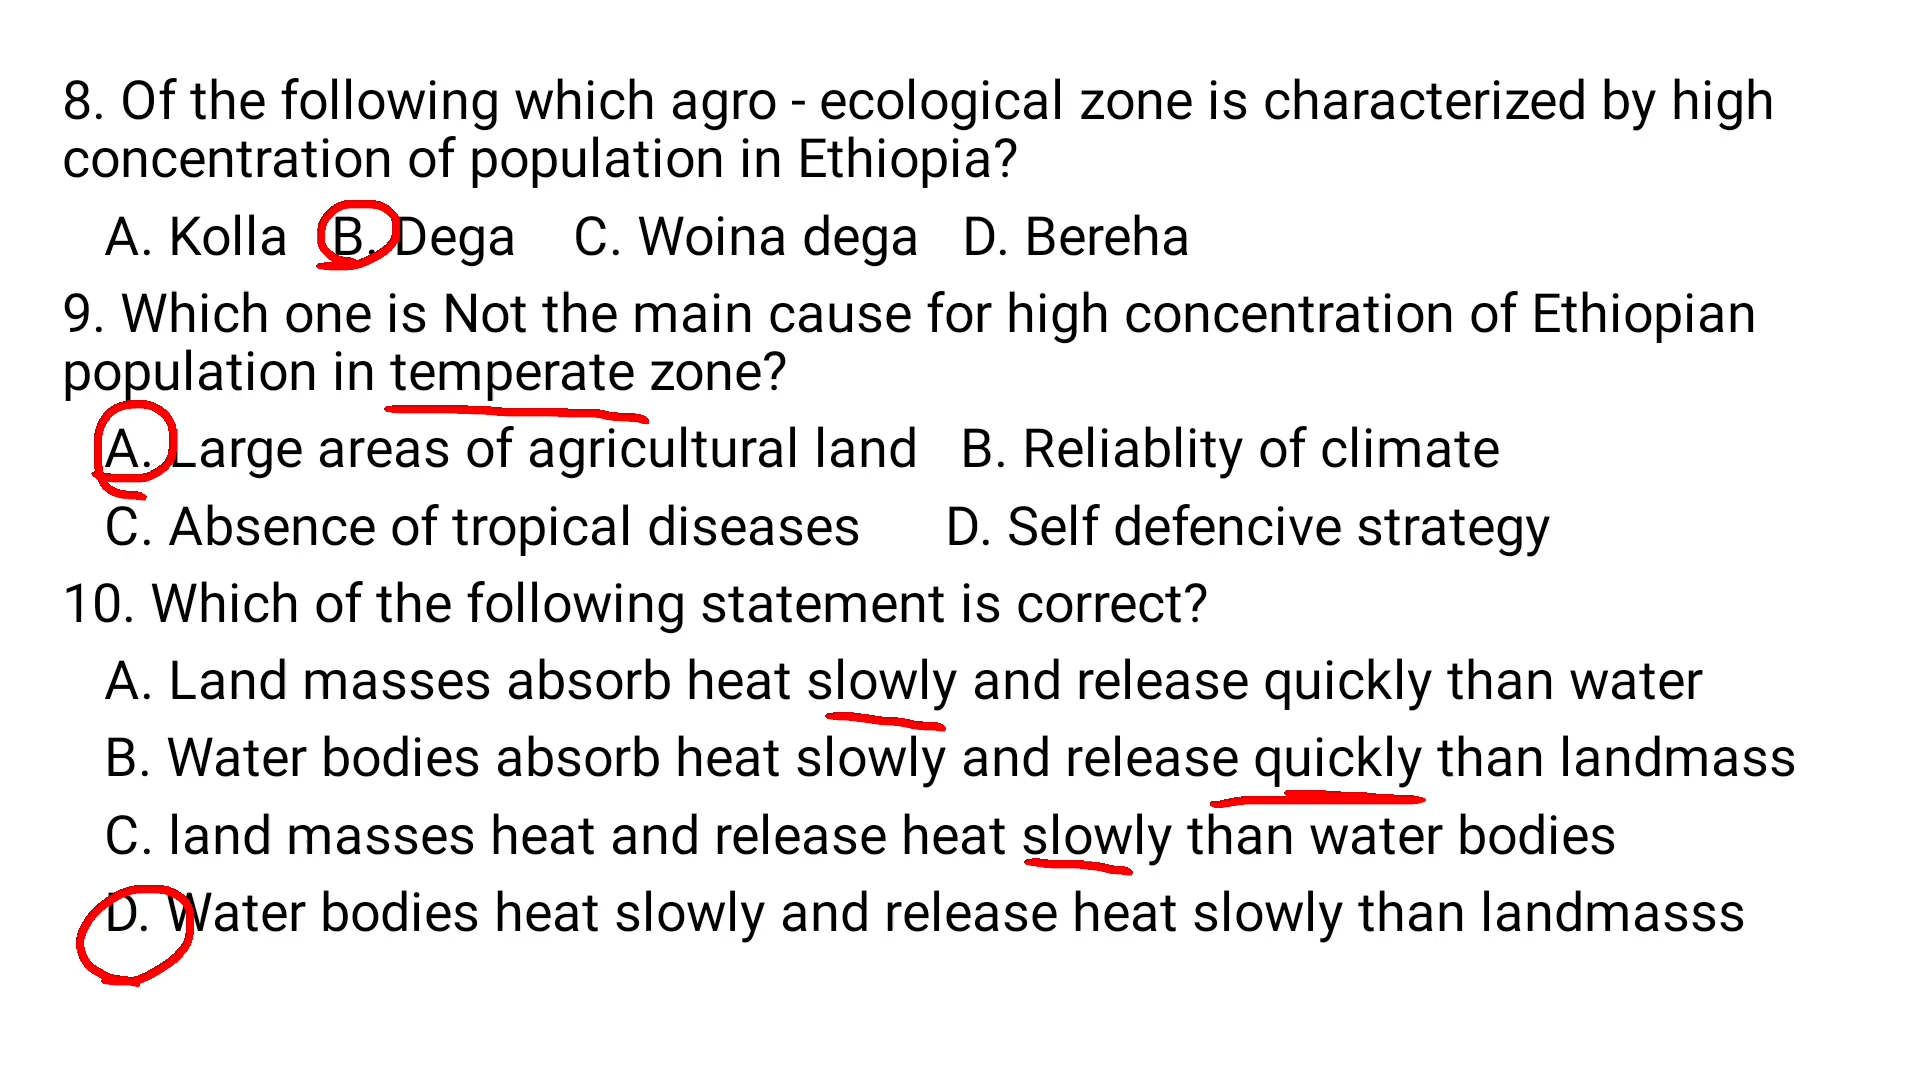 8. Of the following which agro - ecological zone is characterized by high
concentration of population in Ethiopia?
A. Kolla B. Dega C. Woina dega D. Bereha
9. Which one is Not the main cause for high concentration of Ethiopian
population in temperate zone?
A. Large areas of agricultural land B. Reliablity of climate
C. Absence of tropical diseases D. Self defencive strategy
10. Which of the following statement is correct?
A. Land masses absorb heat slowly and release quickly than water
B. Water bodies absorb heat slowly and release quickly than landmass
C. land masses heat and release heat slowly than water bodies
D. Water bodies heat slowly and release heat slowly than landmasss